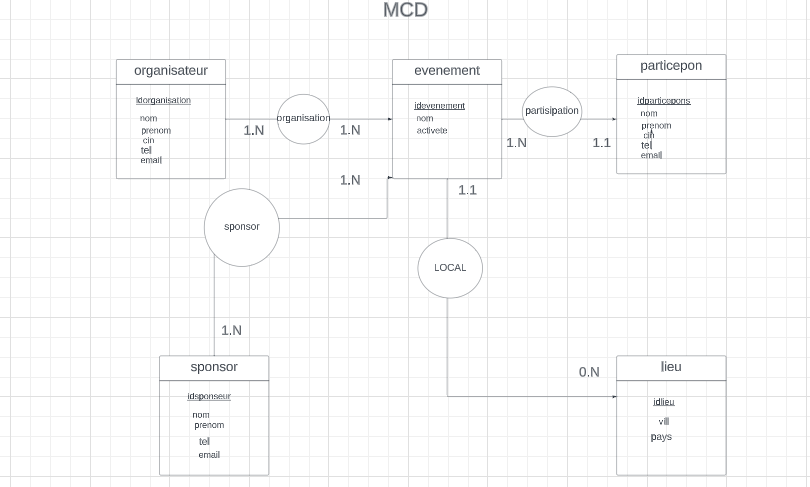 MCD
organisateur
Idorganisation
nom
prenom
cin
tel
email
1.N
organisation
1.N
evenement
idevenement
nom
activete
1.N
partisipation
1.1
particepon
idparticepons
nom
prenom
cin
tel
email
1.N
sponsor
1.N
sponsor
idsponseur
nom
prenom
tel
email
1.1
LOCAL
0.N
lieu
idlieu
vill
pays